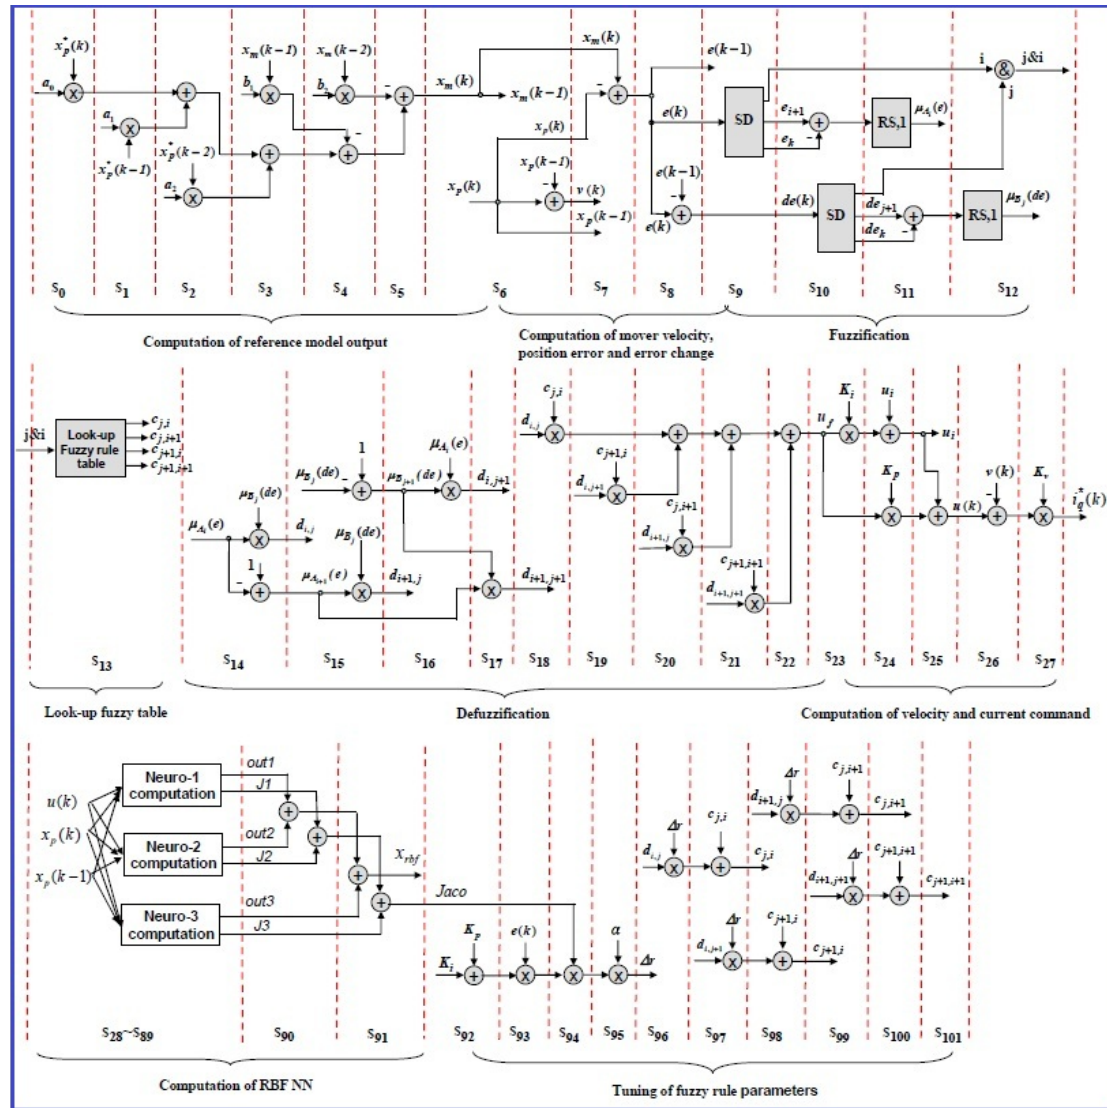 x*p(k) xm(k-1) xm(k-2) xm(k) e(k-1) i j&i
a0 x b1 x b2 x - + xm(k) xm(k-1) - + &
+ j
a1 x e(k) SD ei+1 + RS,1 μAi(e)
x*p(k-1) x*p(k-2) - xp(k) ek -
+ + xp(k-1) e(k-1)
a2 x xp(k) - + v(k) - + de(k) SD dej+1 + RS,1 μBj(de)
xp(k-1) e(k) dek -
S0 S1 S2 S3 S4 S5 S6 S7 S8 S9 S10 S11 S12
Computation of reference model output
Computation of mover velocity,
position error and error change
Fuzzification
j&i
Look-up
Fuzzy rule
table
cj,i
cj,i+1
cj+1,i
cj+1,i+1
μAi(e) μBj(de) x di,j
1 - + μAi+1(e) μBj(de) x di+1,j
μBj(de) 1 - + μBj+1(de) μAi(e) x di,j+1
x di+1,j+1
cj,i
di,j x + + + uf
cj+1,i
di,j+1 x
cj,i+1
di+1,j x
cj+1,i+1
di+1,j+1 x
Ki ui
x + ui
Kp v(k) Kv
x + u(k) - + x i*q(k)
S13 S14 S15 S16 S17 S18 S19 S20 S21 S22 S23 S24 S25 S26 S27
Look-up fuzzy table
Defuzzification
Computation of velocity and current command
u(k)
xp(k)
xp(k-1)
Neuro-1
computation
out1
J1
Neuro-2
computation
out2
J2
Neuro-3
computation
out3
J3
+ + + +
xrbf
Jaco
Kp e(k) α
Ki + x x x Δr
Δr cj,i
di,j x + cj,i
Δr cj+1,i
di,j+1 x + cj+1,i
Δr cj,i+1
di+1,j x + cj,i+1
Δr cj+1,i+1
di+1,j+1 x + cj+1,i+1
S28~S89 S90 S91 S92 S93 S94 S95 S96 S97 S98 S99 S100 S101
Computation of RBF NN
Tuning of fuzzy rule parameters